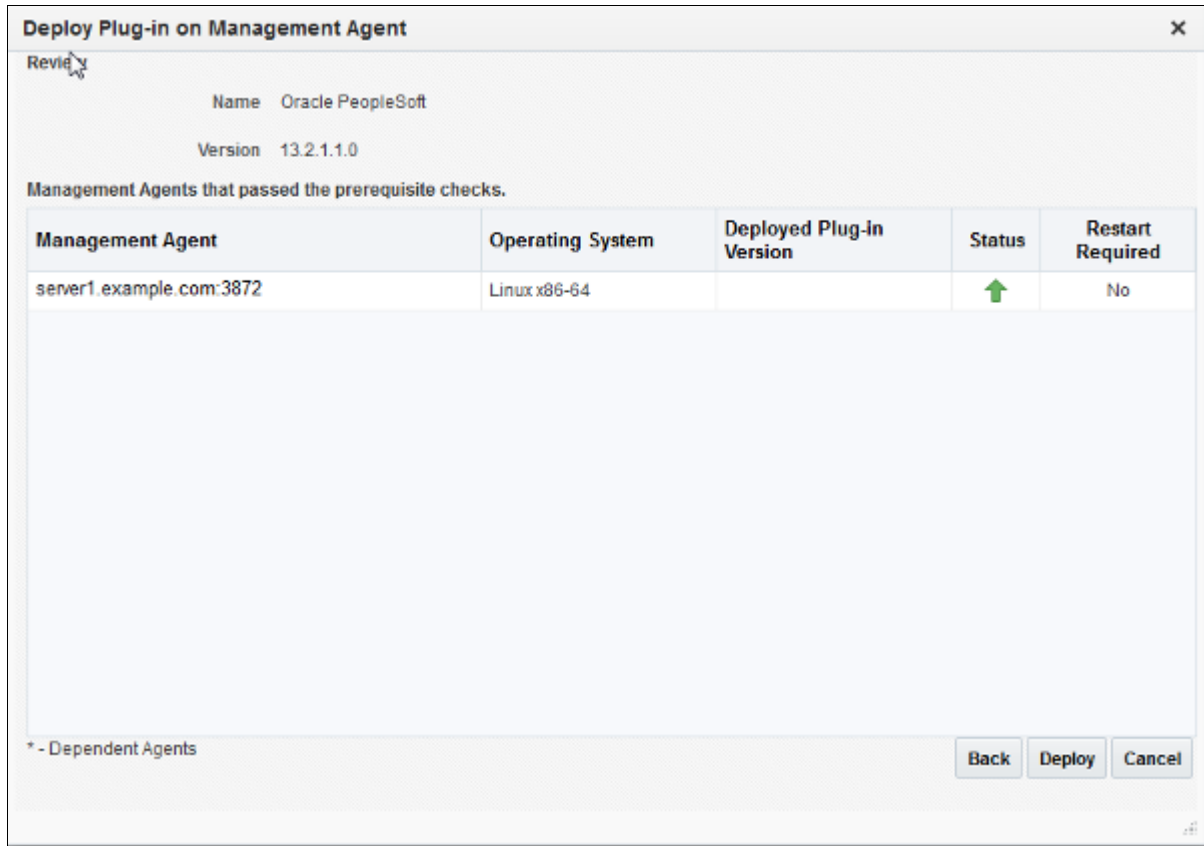 Deploy Plug-in on Management Agent
Review
Name Oracle PeopleSoft
Version 13.2.1.1.0
Management Agents that passed the prerequisite checks.
Management Agent Operating System Deployed Plug-in Version Status Restart Required
server1.example.com:3872 Linux x86-64 No
* - Dependent Agents
Back Deploy Cancel